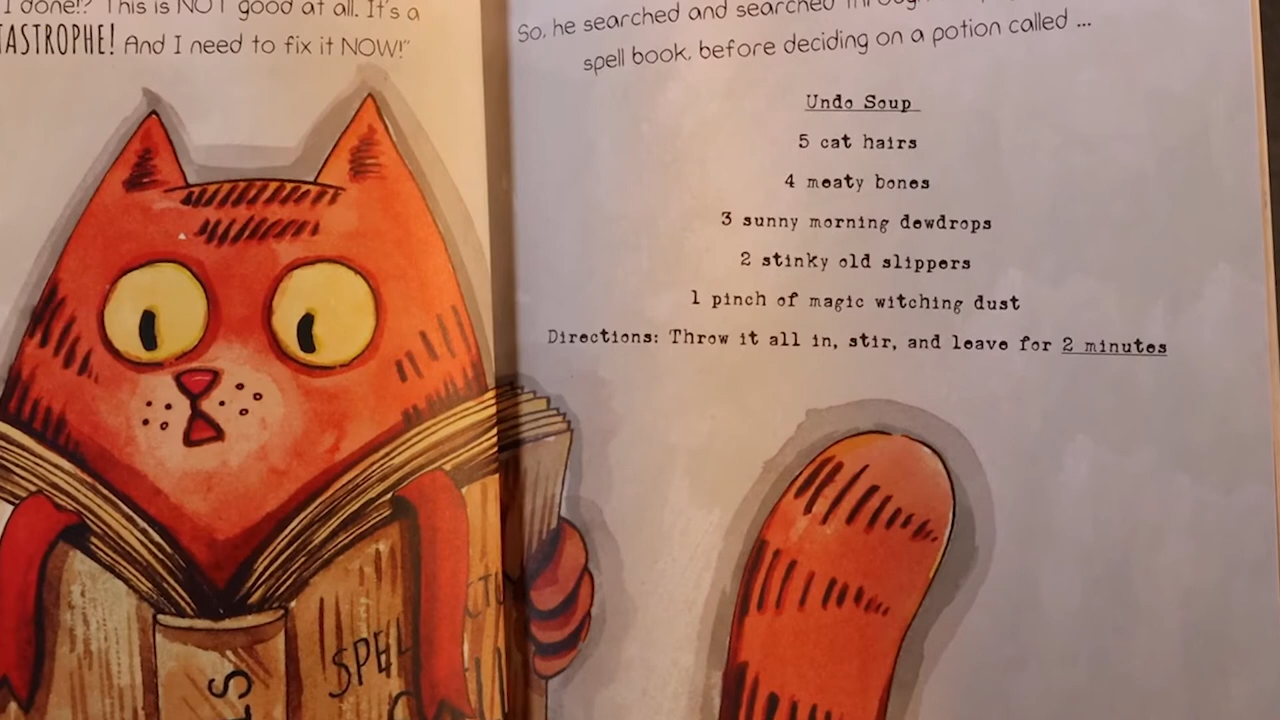 I done!? This is NOT good at all. It's a
TASTROPHE! And I need to fix it NOW!"
So, he searched and searched through
spell book, before deciding on a potion called ...
Undo Soup
5 cat hairs
4 meaty bones
3 sunny morning dewdrops
2 stinky old slippers
1 pinch of magic witching dust
Directions: Throw it all in, stir, and leave for 2 minutes
SPEL